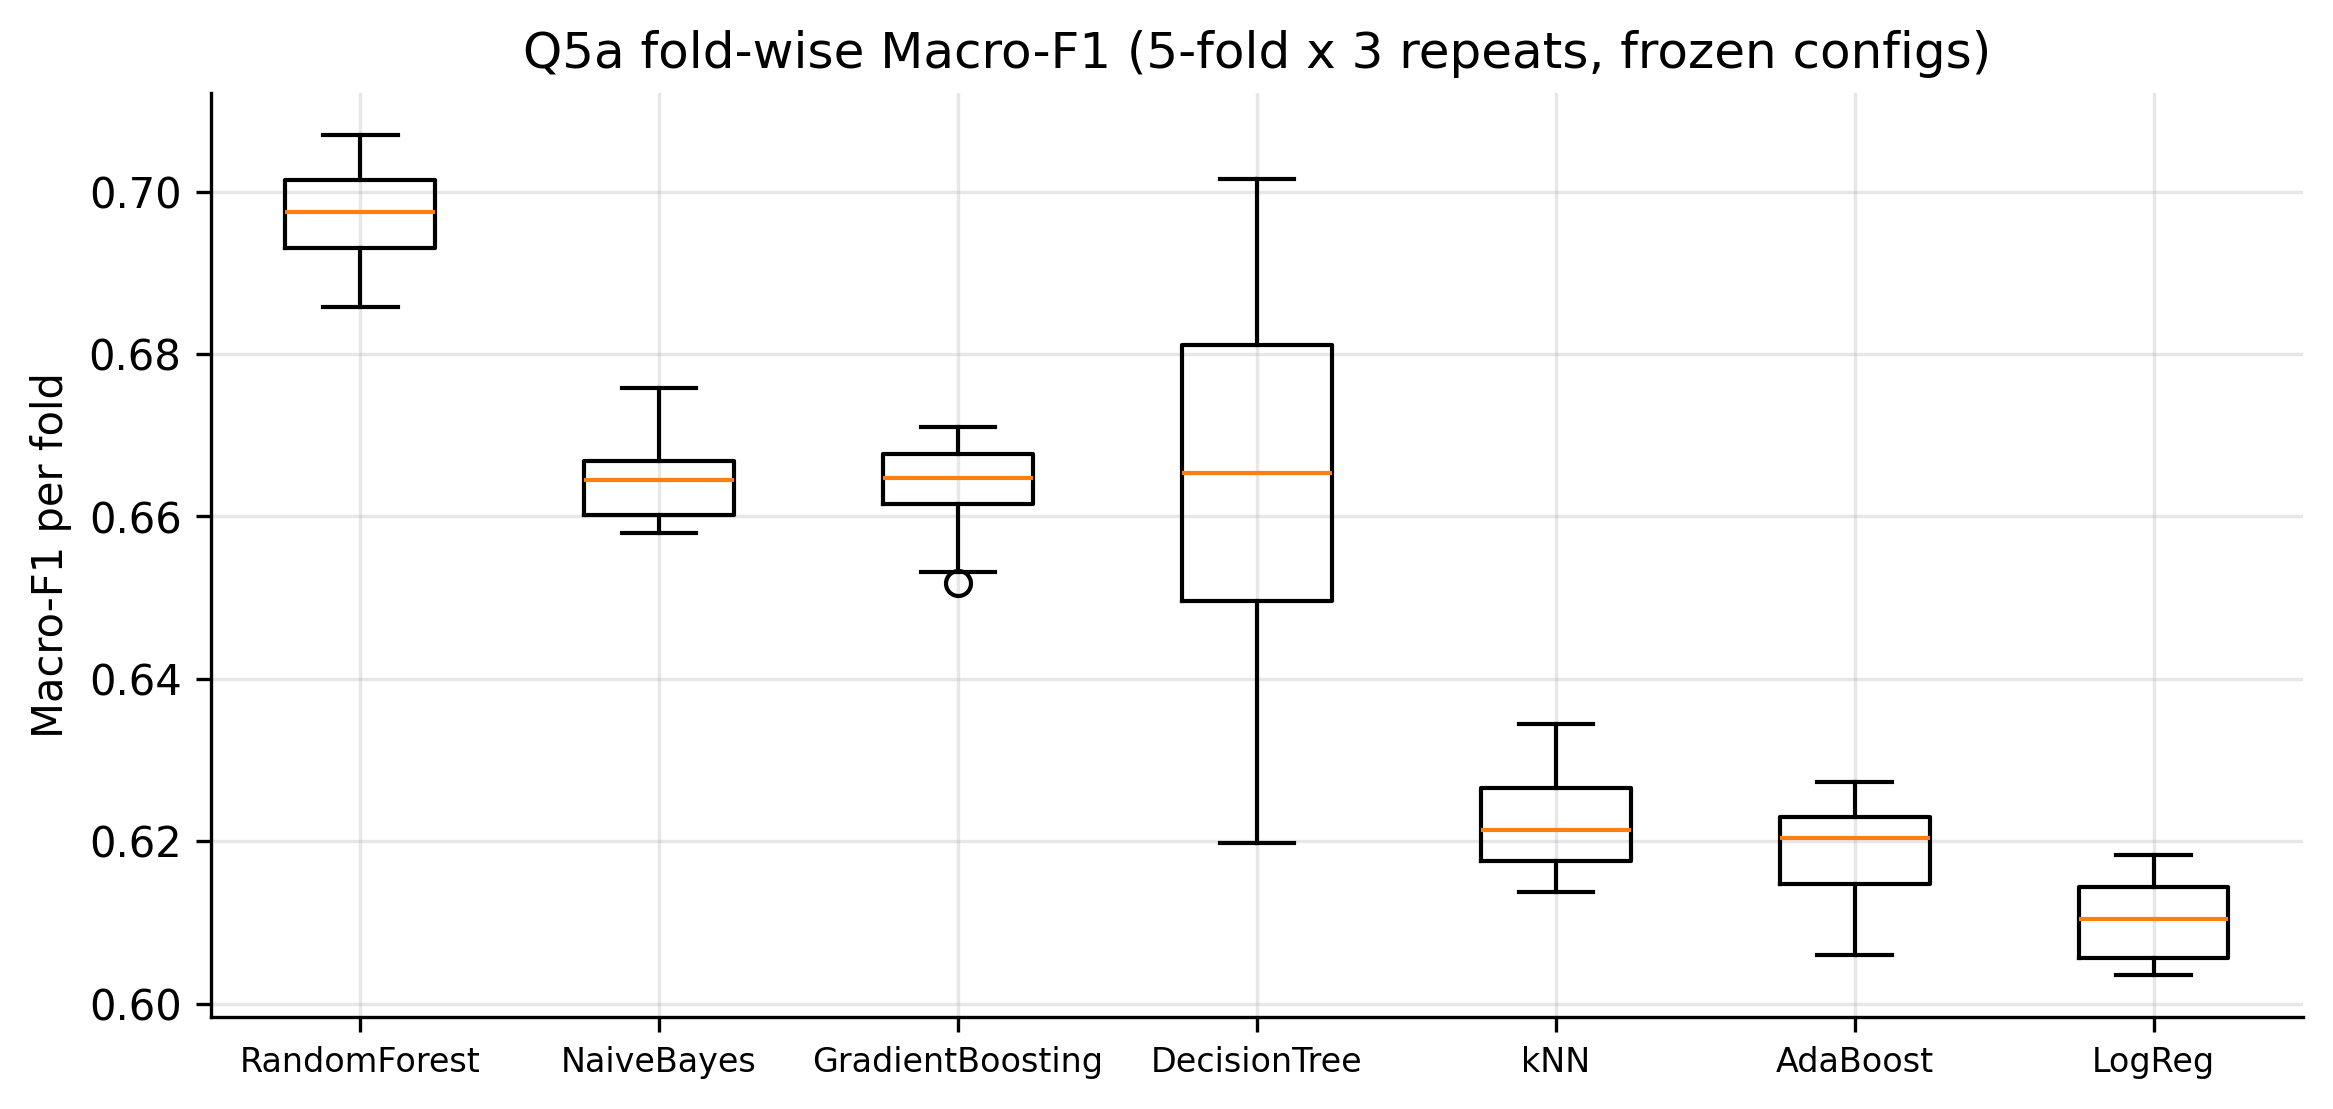 Q5a fold-wise Macro-F1 (5-fold x 3 repeats, frozen configs)
Macro-F1 per fold
0.70
0.68
0.66
0.64
0.62
0.60
RandomForest NaiveBayes GradientBoosting DecisionTree kNN AdaBoost LogReg